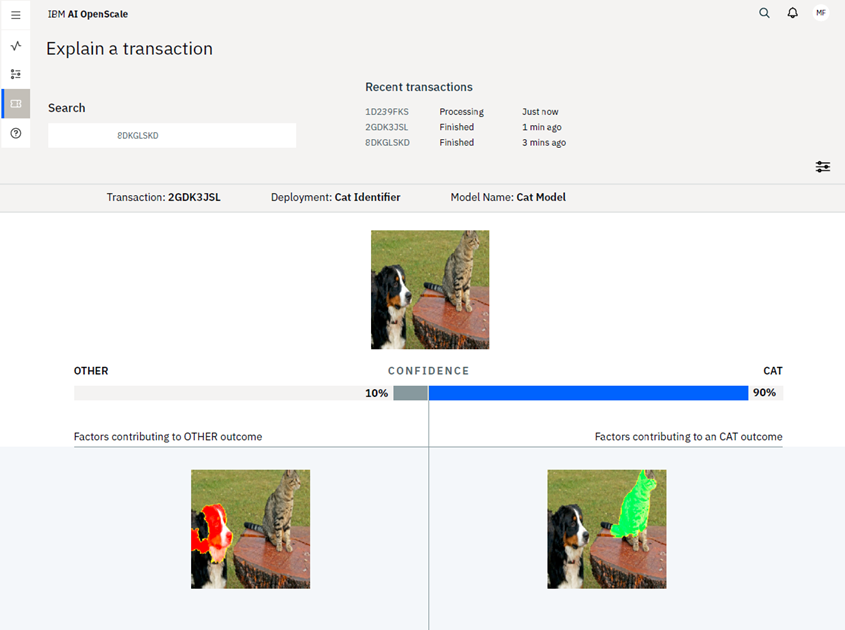 IBM AI OpenScale
MF
Explain a transaction
Recent transactions
Search
1D239FKS Processing Just now
2GDK3JSL Finished 1 min ago
8DKGLSKD Finished 3 mins ago
8DKGLSKD
Transaction: 2GDK3JSL Deployment: Cat Identifier Model Name: Cat Model
OTHER CONFIDENCE CAT
10% 90%
Factors contributing to OTHER outcome Factors contributing to an CAT outcome